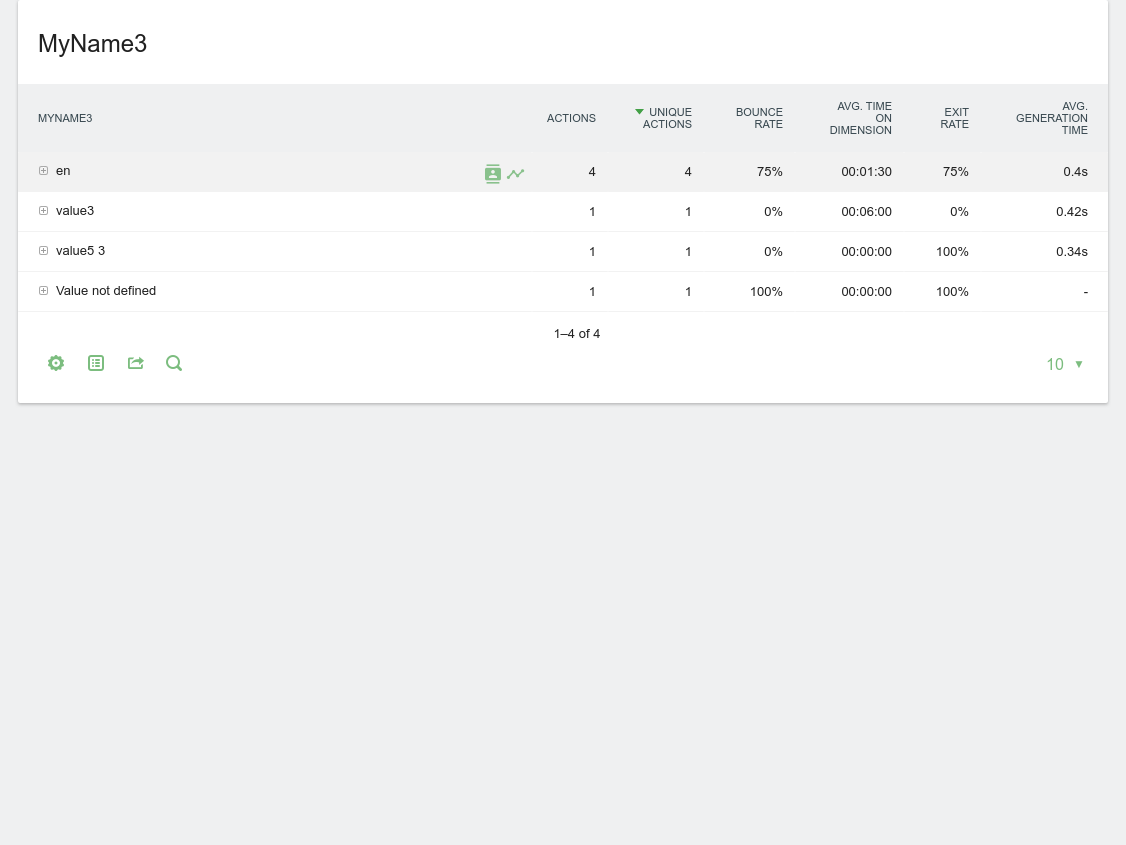 MyName3
MYNAME3 ACTIONS UNIQUE ACTIONS BOUNCE RATE AVG. TIME ON DIMENSION EXIT RATE AVG. GENERATION TIME
en 4 4 75% 00:01:30 75% 0.4s
value3 1 1 0% 00:06:00 0% 0.42s
value5 3 1 1 0% 00:00:00 100% 0.34s
Value not defined 1 1 100% 00:00:00 100% -
1–4 of 4
10